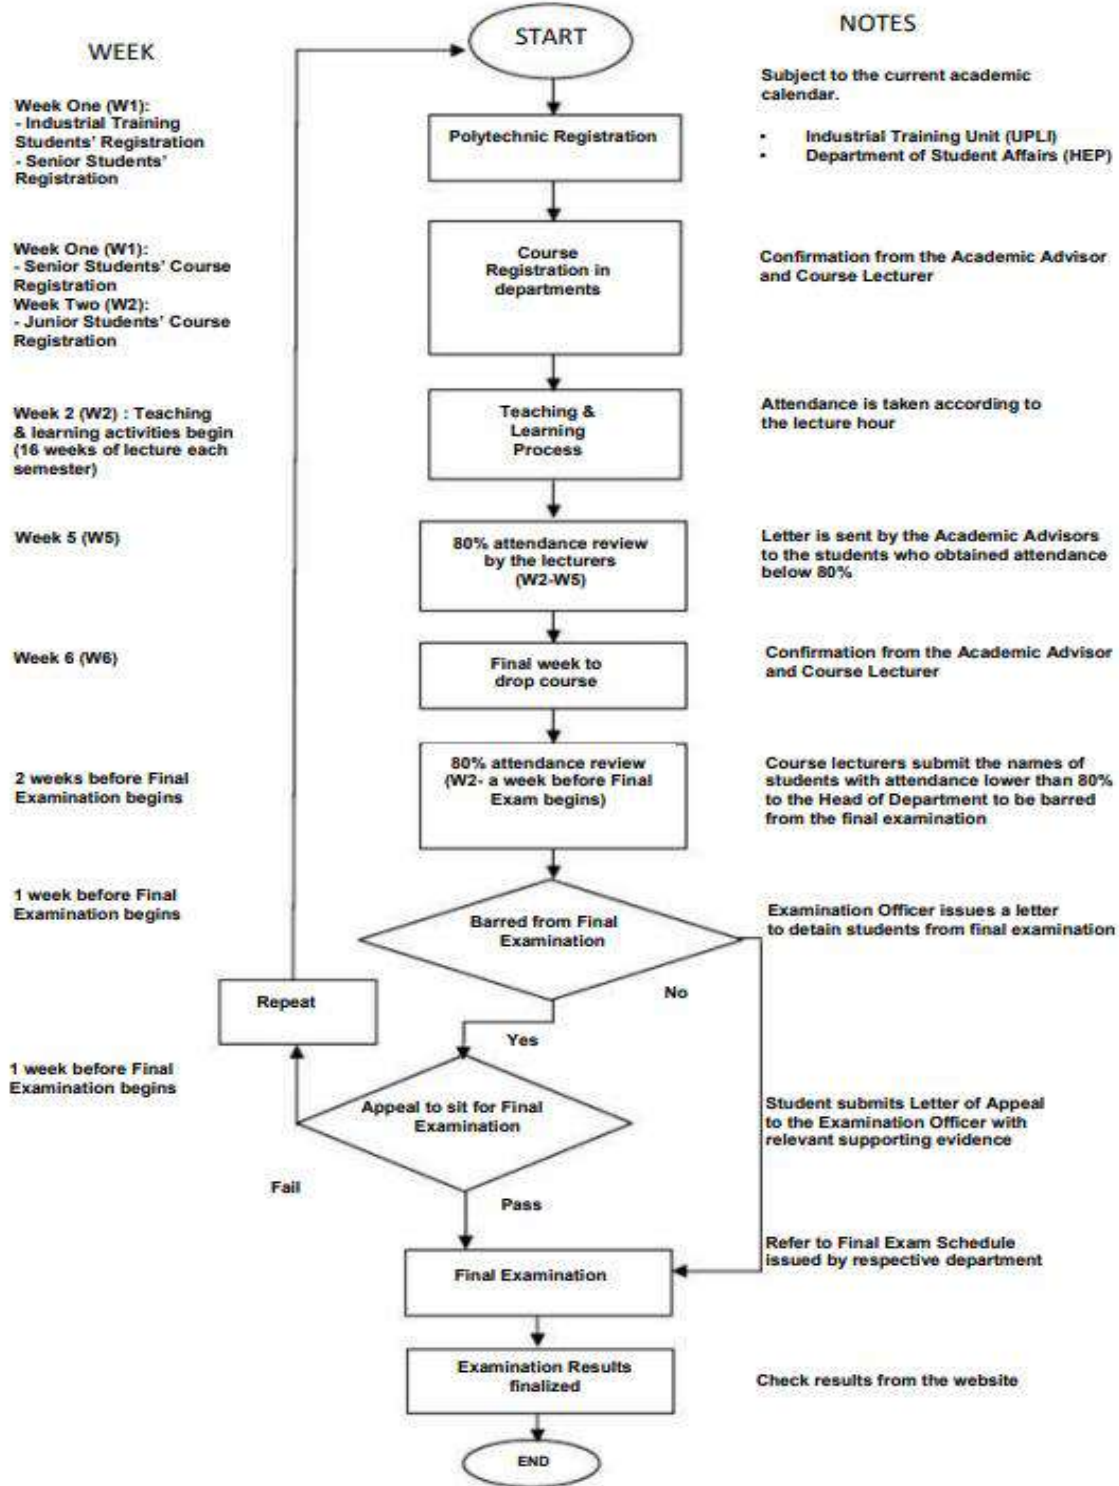 WEEK
START
NOTES
Week One (W1):
- Industrial Training
Students' Registration
- Senior Students'
Registration
Polytechnic Registration
Subject to the current academic
calendar.
▪ Industrial Training Unit (UPLI)
▪ Department of Student Affairs (HEP)
Week One (W1):
- Senior Students' Course
Registration
Week Two (W2):
- Junior Students' Course
Registration
Course
Registration in
departments
Confirmation from the Academic Advisor
and Course Lecturer
Week 2 (W2) : Teaching
& learning activities begin
(16 weeks of lecture each
semester)
Teaching &
Learning
Process
Attendance is taken according to
the lecture hour
Week 5 (W5)
80% attendance review
by the lecturers
(W2-W5)
Letter is sent by the Academic Advisors
to the students who obtained attendance
below 80%
Week 6 (W6)
Final week to
drop course
Confirmation from the Academic Advisor
and Course Lecturer
2 weeks before Final
Examination begins
80% attendance review
(W2- a week before Final
Exam begins)
Course lecturers submit the names of
students with attendance lower than 80%
to the Head of Department to be barred
from the final examination
1 week before Final
Examination begins
Barred from Final
Examination
Examination Officer issues a letter
to detain students from final examination
No
Repeat
Yes
1 week before Final
Examination begins
Appeal to sit for Final
Examination
Student submits Letter of Appeal
to the Examination Officer with
relevant supporting evidence
Fail
Pass
Refer to Final Exam Schedule
issued by respective department
Final Examination
Examination Results
finalized
Check results from the website
END